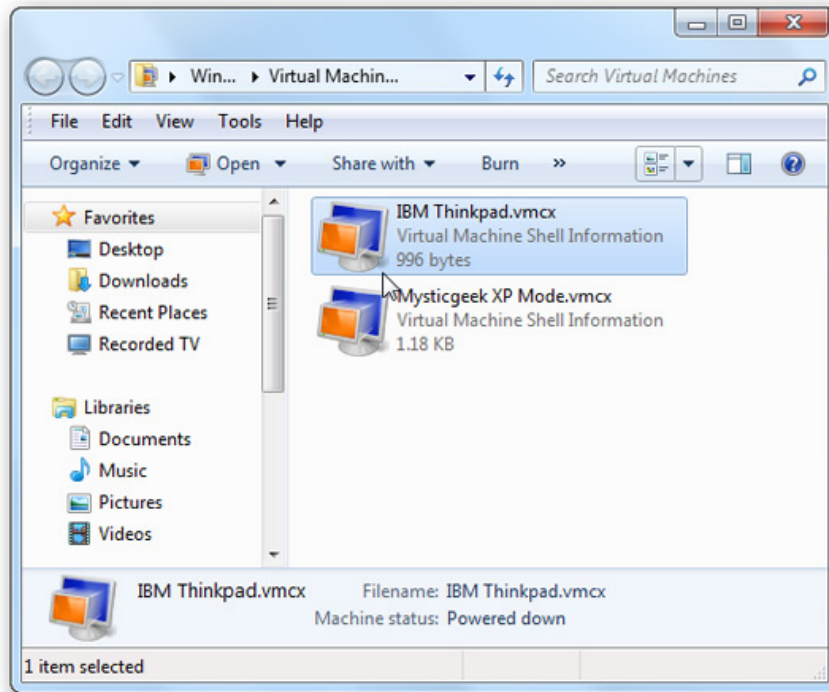 Win... Virtual Machin... Search Virtual Machines
File Edit View Tools Help
Organize Open Share with Burn »
Favorites
Desktop
Downloads
Recent Places
Recorded TV
Libraries
Documents
Music
Pictures
Videos
IBM Thinkpad.vmcx
Virtual Machine Shell Information
996 bytes
Mysticgeek XP Mode.vmcx
Virtual Machine Shell Information
1.18 KB
IBM Thinkpad.vmcx Filename: IBM Thinkpad.vmcx
Machine status: Powered down
1 item selected